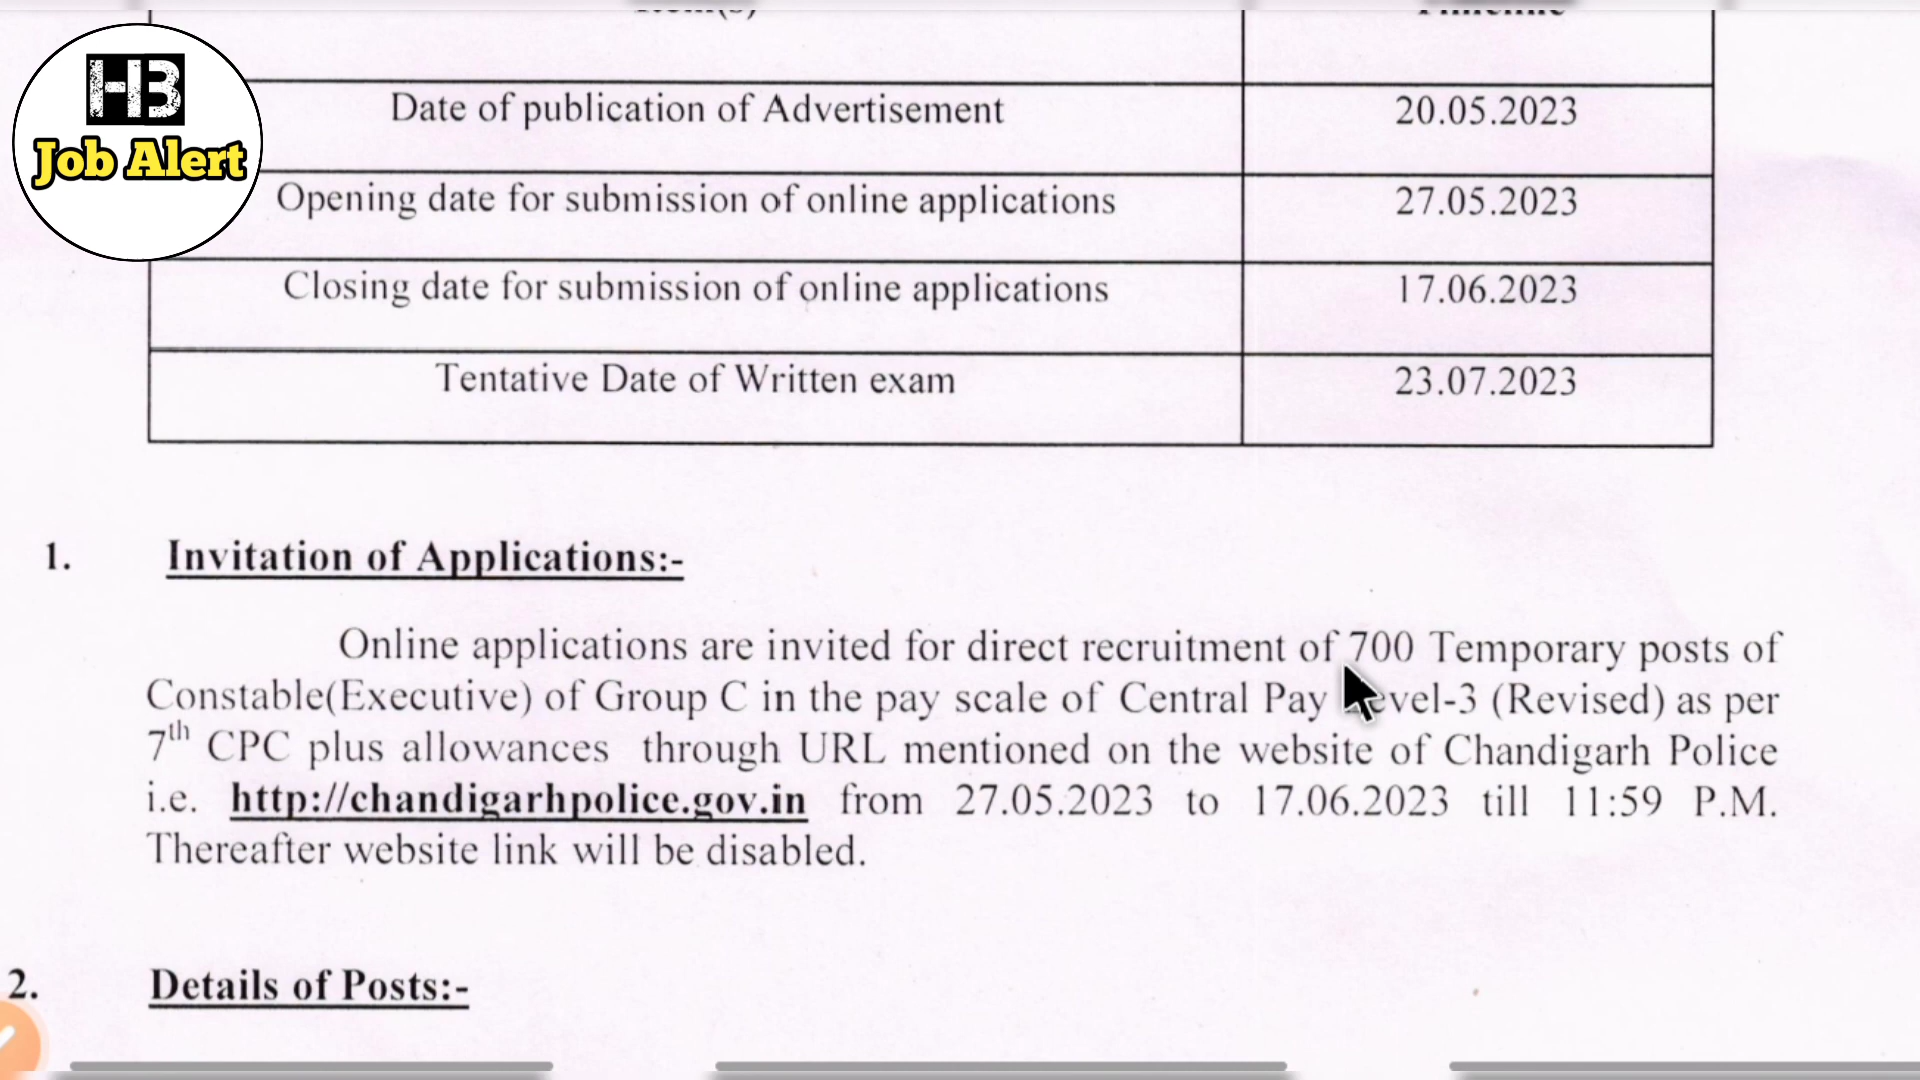 HB
Job Alert
Date of publication of Advertisement 20.05.2023
Opening date for submission of online applications 27.05.2023
Closing date for submission of online applications 17.06.2023
Tentative Date of Written exam 23.07.2023
1. Invitation of Applications:-
Online applications are invited for direct recruitment of 700 Temporary posts of
Constable(Executive) of Group C in the pay scale of Central Pay Level-3 (Revised) as per
7th CPC plus allowances through URL mentioned on the website of Chandigarh Police
i.e. http://chandigarhpolice.gov.in from 27.05.2023 to 17.06.2023 till 11:59 P.M.
Thereafter website link will be disabled.
2. Details of Posts:-